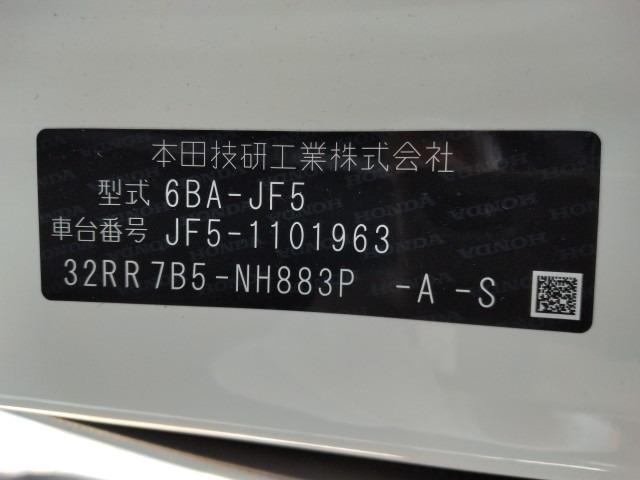 本田技研工業株式会社
型式 6BA-JF5
車台番号 JF5-1101963
32RR7B5-NH883P -A -S